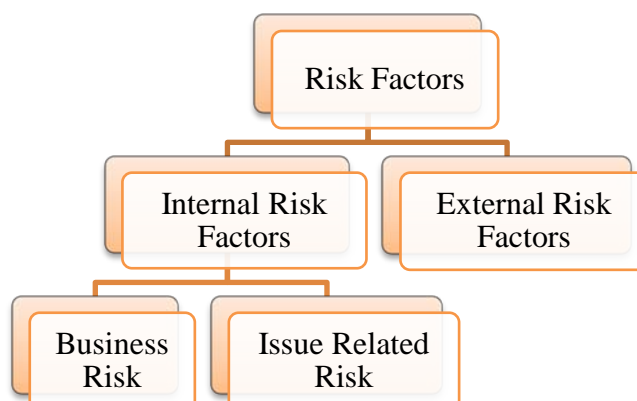 Risk Factors
Internal Risk
Factors
External Risk
Factors
Business
Risk
Issue Related
Risk